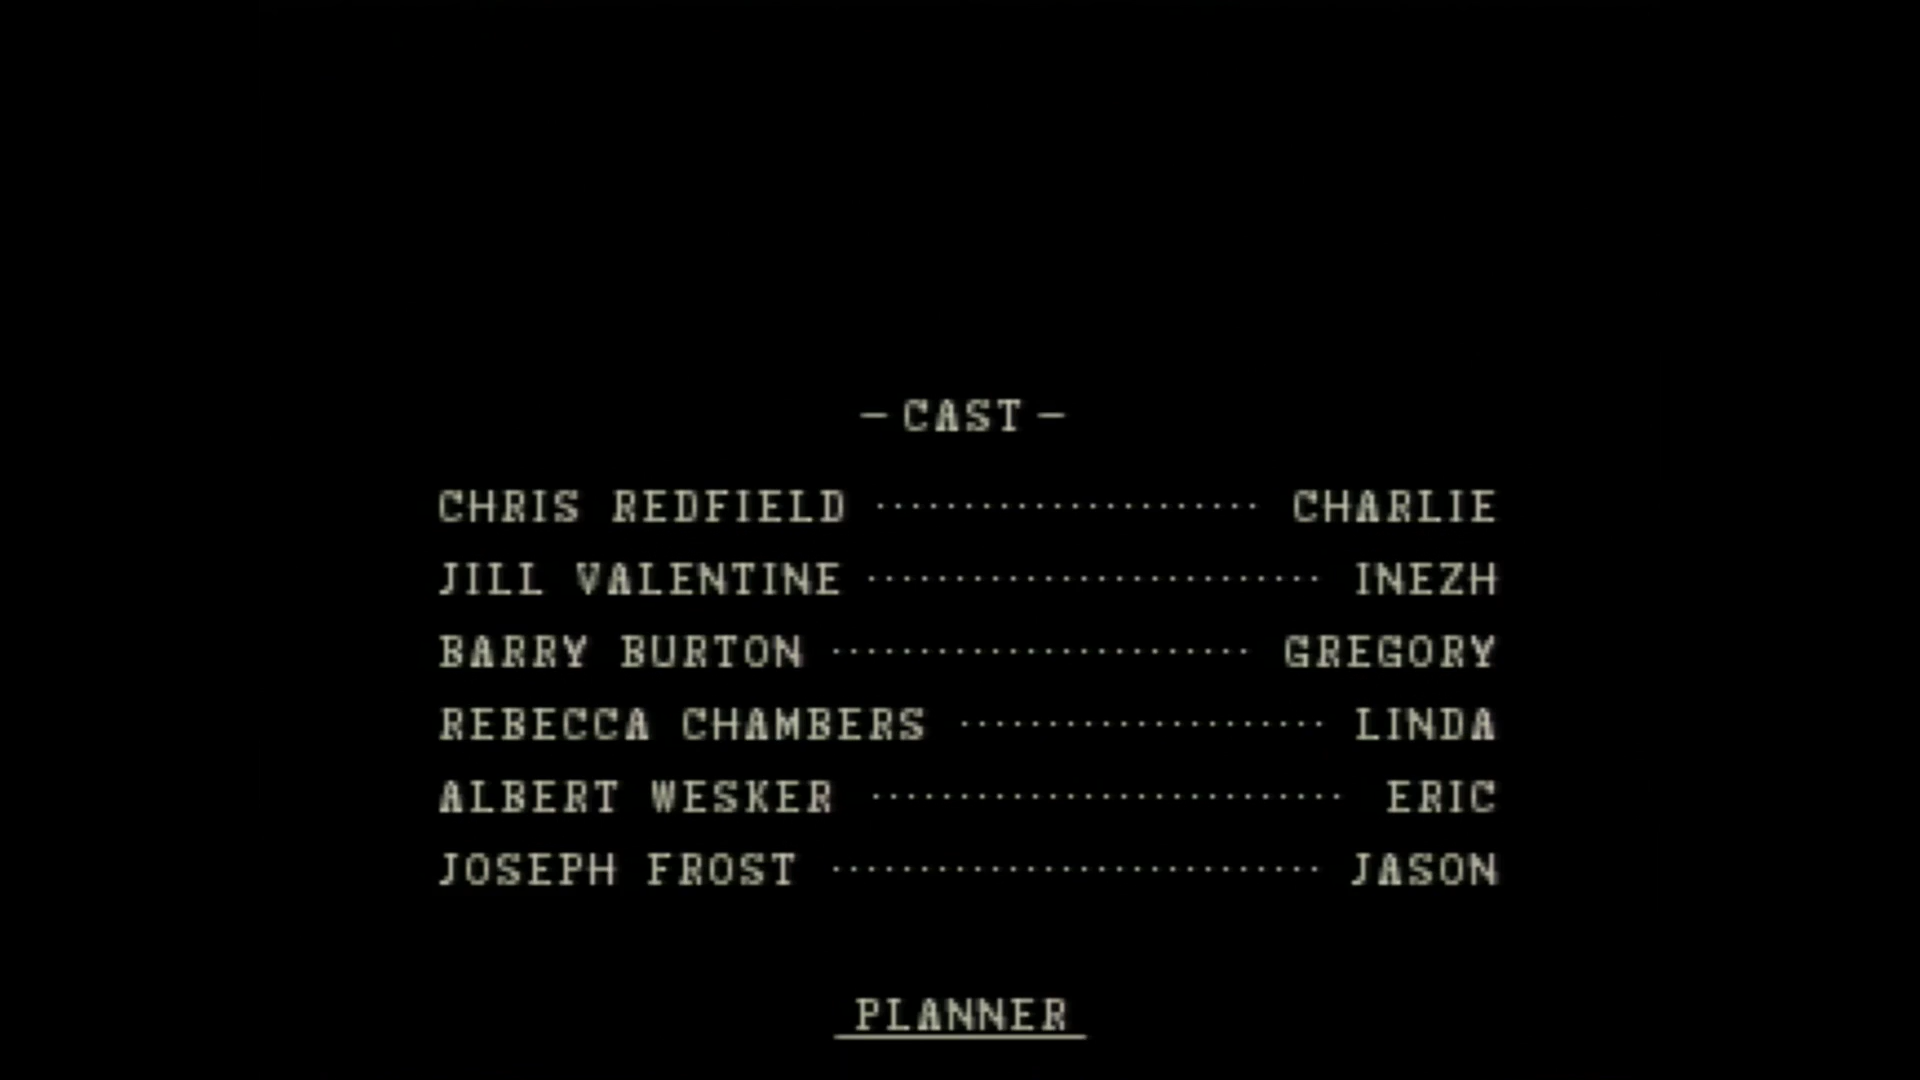 — CAST —
CHRIS REDFIELD ······················ CHARLIE
JILL VALENTINE ·························· INEZH
BARRY BURTON ························ GREGORY
REBECCA CHAMBERS ····················· LINDA
ALBERT WESKER ··························· ERIC
JOSEPH FROST ···························· JASON
PLANNER